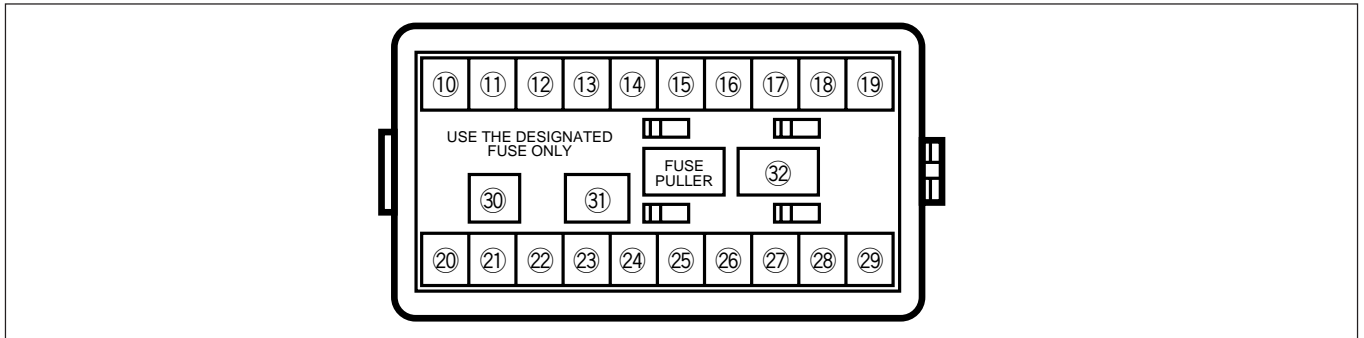 ⑩ ⑪ ⑫ ⑬ ⑭ ⑮ ⑯ ⑰ ⑱ ⑲
USE THE DESIGNATED
FUSE ONLY
FUSE
PULLER
㉜
㉚ ㉛
⑳ ㉑ ㉒ ㉓ ㉔ ㉕ ㉖ ㉗ ㉘ ㉙